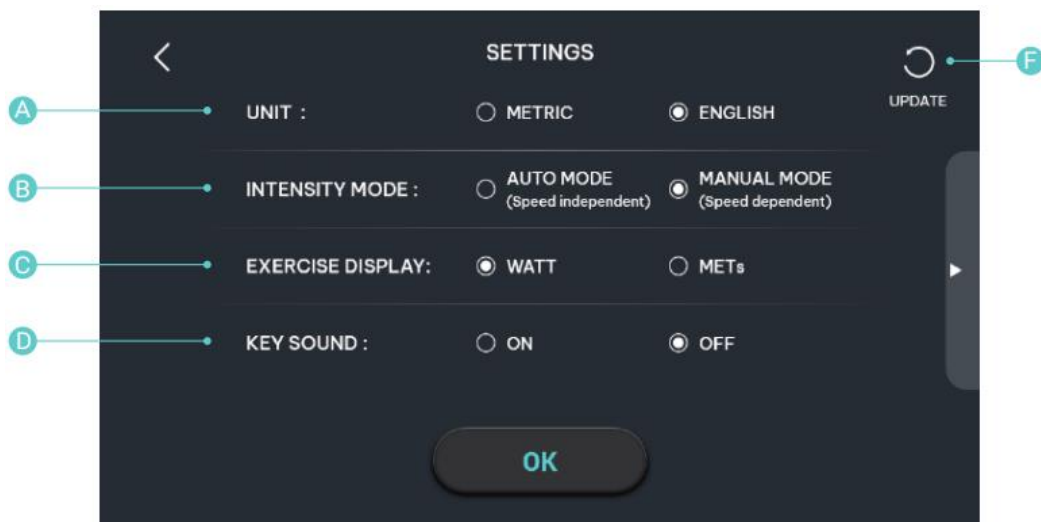 SETTINGS
F
UPDATE
A
UNIT :
METRIC
ENGLISH
B
INTENSITY MODE :
AUTO MODE
(Speed independent)
MANUAL MODE
(Speed dependent)
C
EXERCISE DISPLAY:
WATT
METs
D
KEY SOUND :
ON
OFF
OK